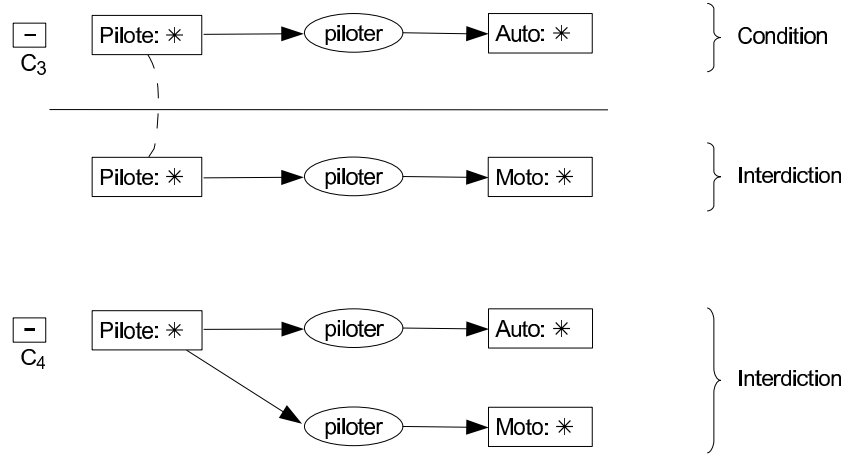 − Pilote: ✳ piloter Auto: ✳ Condition
C3
Pilote: ✳ piloter Moto: ✳ Interdiction
− Pilote: ✳ piloter Auto: ✳
C4
Interdiction
piloter Moto: ✳